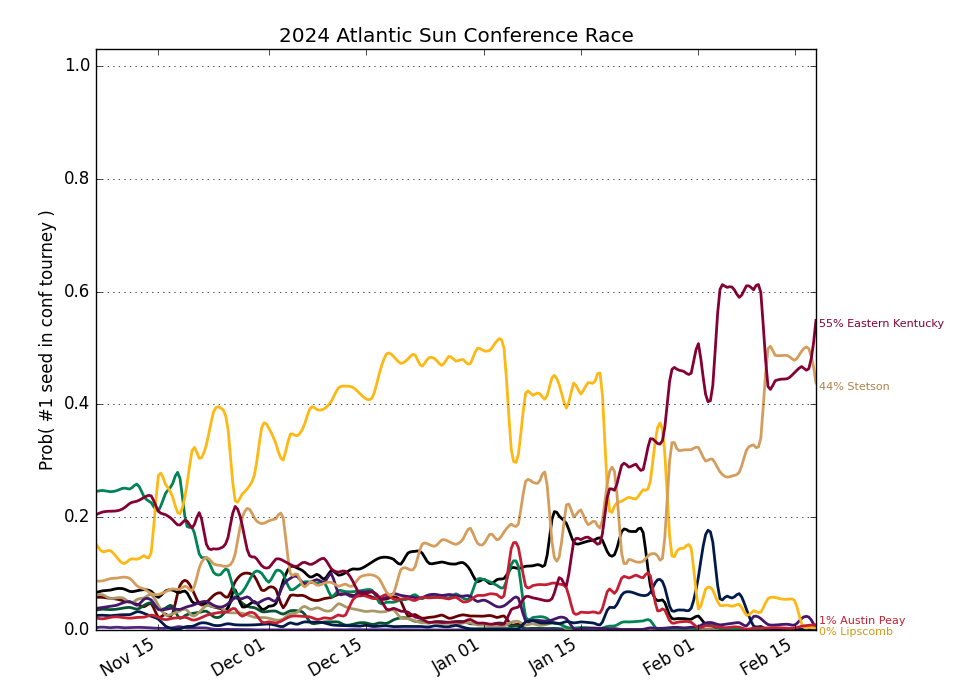 2024 Atlantic Sun Conference Race
Prob( #1 seed in conf tourney )
1.0
0.8
0.6
0.4
0.2
0.0
55% Eastern Kentucky
44% Stetson
1% Austin Peay
0% Lipscomb
Nov 15
Dec 01
Dec 15
Jan 01
Jan 15
Feb 01
Feb 15